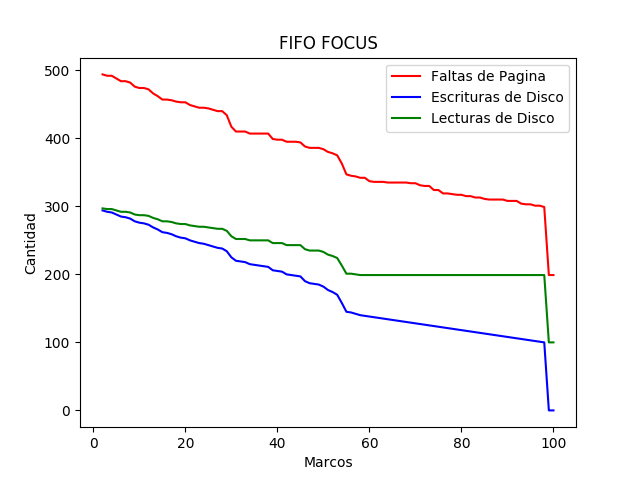 FIFO FOCUS
Faltas de Pagina
Escrituras de Disco
Lecturas de Disco
Cantidad
500
400
300
200
100
0
0
20
40
60
80
100
Marcos